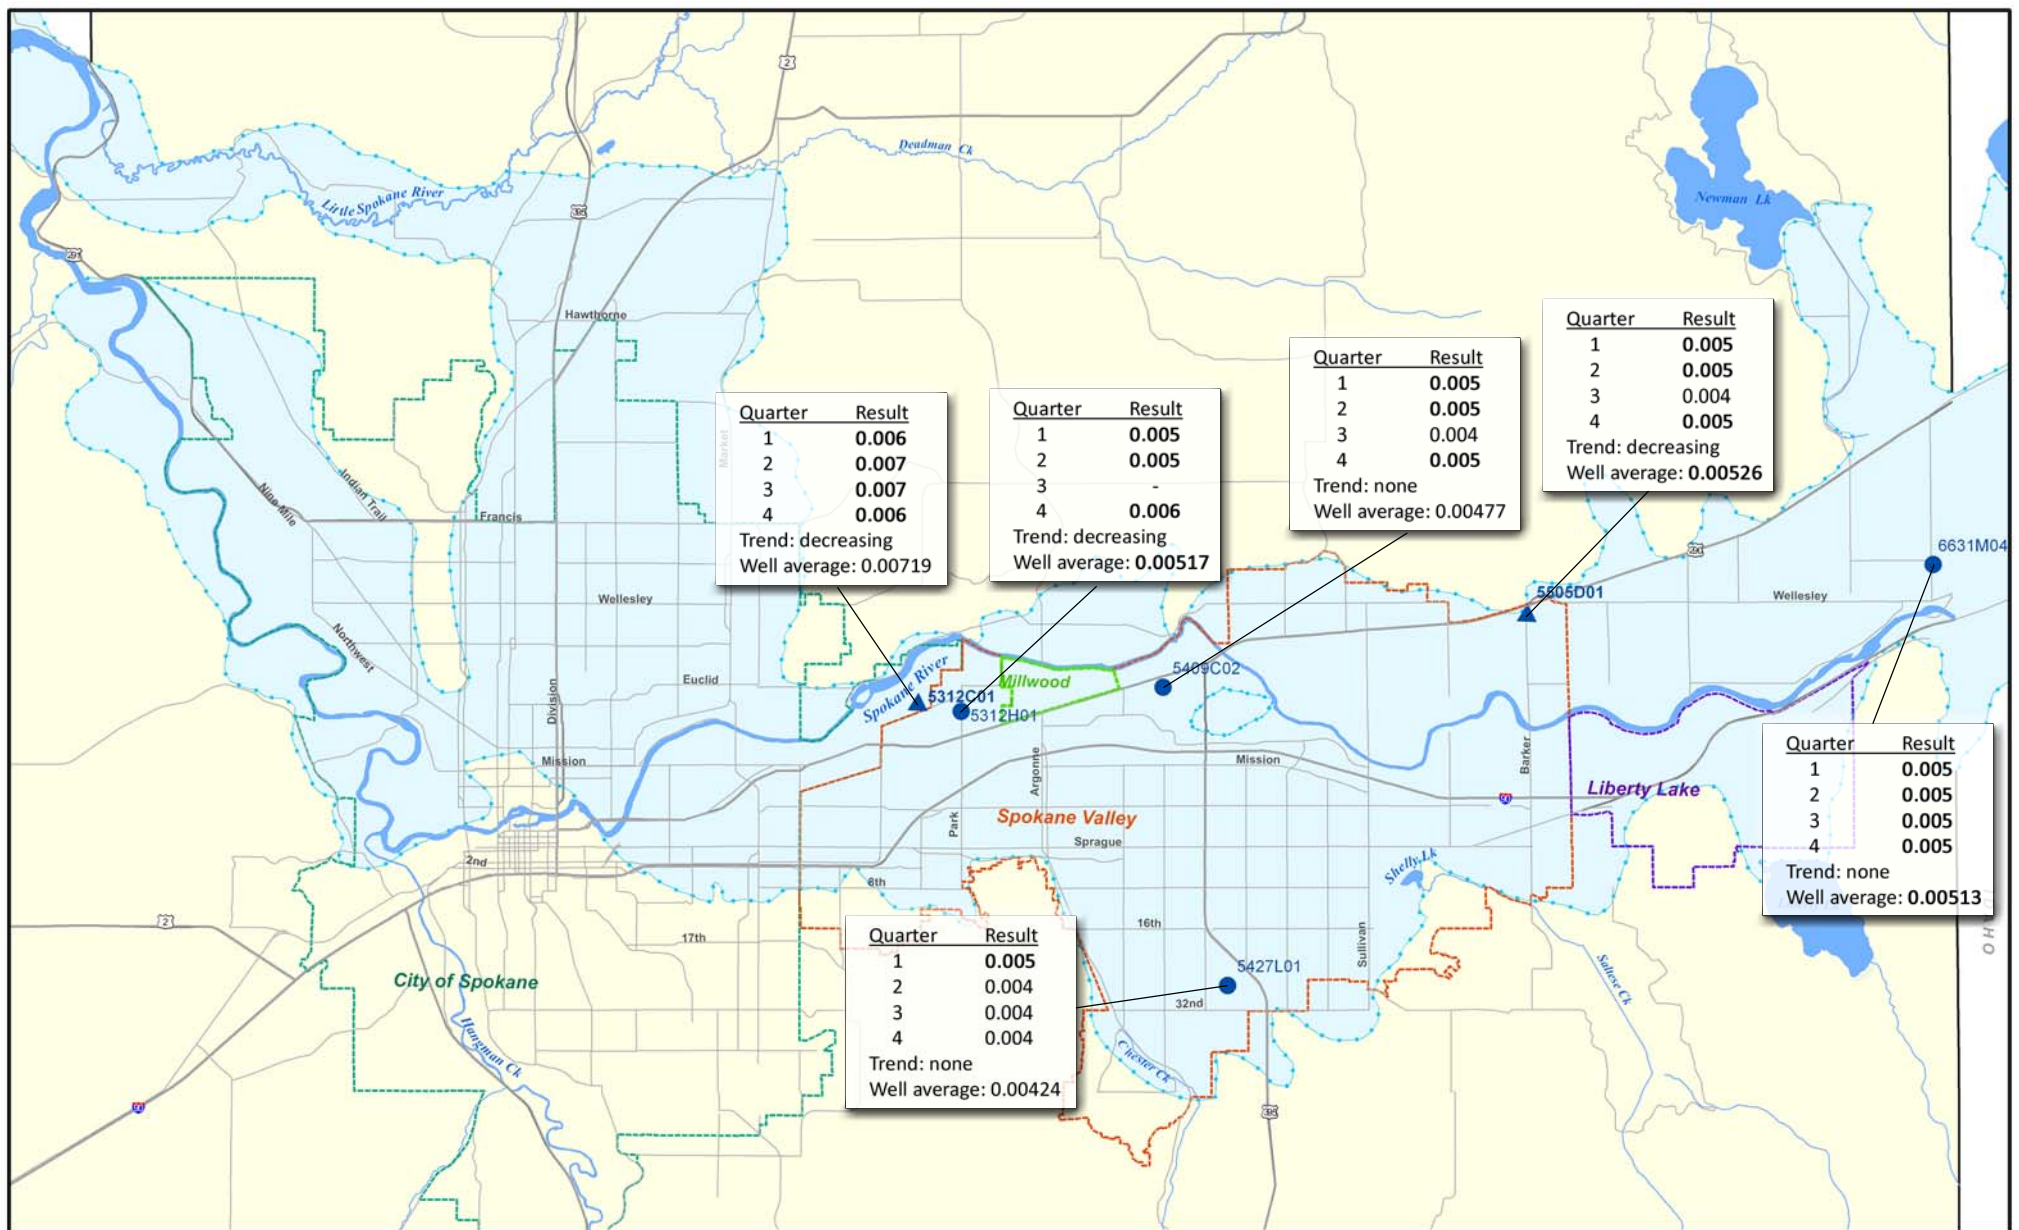 2
Deadman Ck
Little Spokane River
Newman Lk
395
291
Hawthorne
Quarter Result
1 0.005
2 0.005
3 0.004
4 0.005
Trend: decreasing
Well average: 0.00526
Quarter Result
1 0.005
2 0.005
3 0.004
4 0.005
Trend: none
Well average: 0.00477
Quarter Result
1 0.005
2 0.005
3 -
4 0.006
Trend: decreasing
Well average: 0.00517
Quarter Result
1 0.006
2 0.007
3 0.007
4 0.006
Trend: decreasing
Well average: 0.00719
Market
Indian Trail
Nine Mile
Francis
290
6631M04
5505D01
Wellesley
Wellesley
Northwest
Euclid
Division
Spokane River
Millwood
5409C02
5312C01
5312H01
Mission
Mission
Argonne
Barker
90
Liberty Lake
Quarter Result
1 0.005
2 0.005
3 0.005
4 0.005
Trend: none
Well average: 0.00513
Park
Spokane Valley
Sprague
2nd
8th
Shelly Lk
2
17th
16th
Sullivan
City of Spokane
Quarter Result
1 0.005
2 0.004
3 0.004
4 0.004
Trend: none
Well average: 0.00424
5427L01
32nd
Saltese Ck
Hangman Ck
Chester Ck
90
395